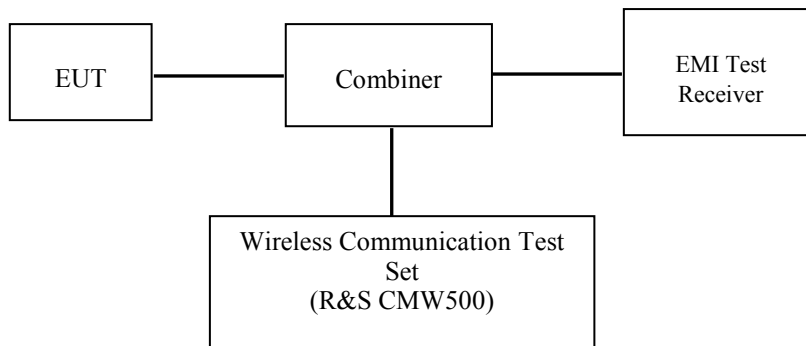 EUT
Combiner
EMI Test
Receiver
Wireless Communication Test
Set
(R&S CMW500)